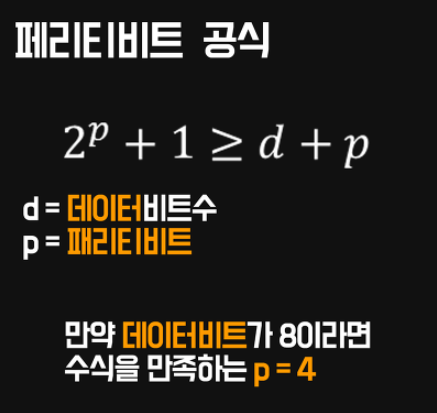 페리티비트 공식
2^p + 1 ≥ d + p
d = 데이터비트수
p = 패리티비트
만약 데이터비트가 8이라면
수식을 만족하는 p = 4